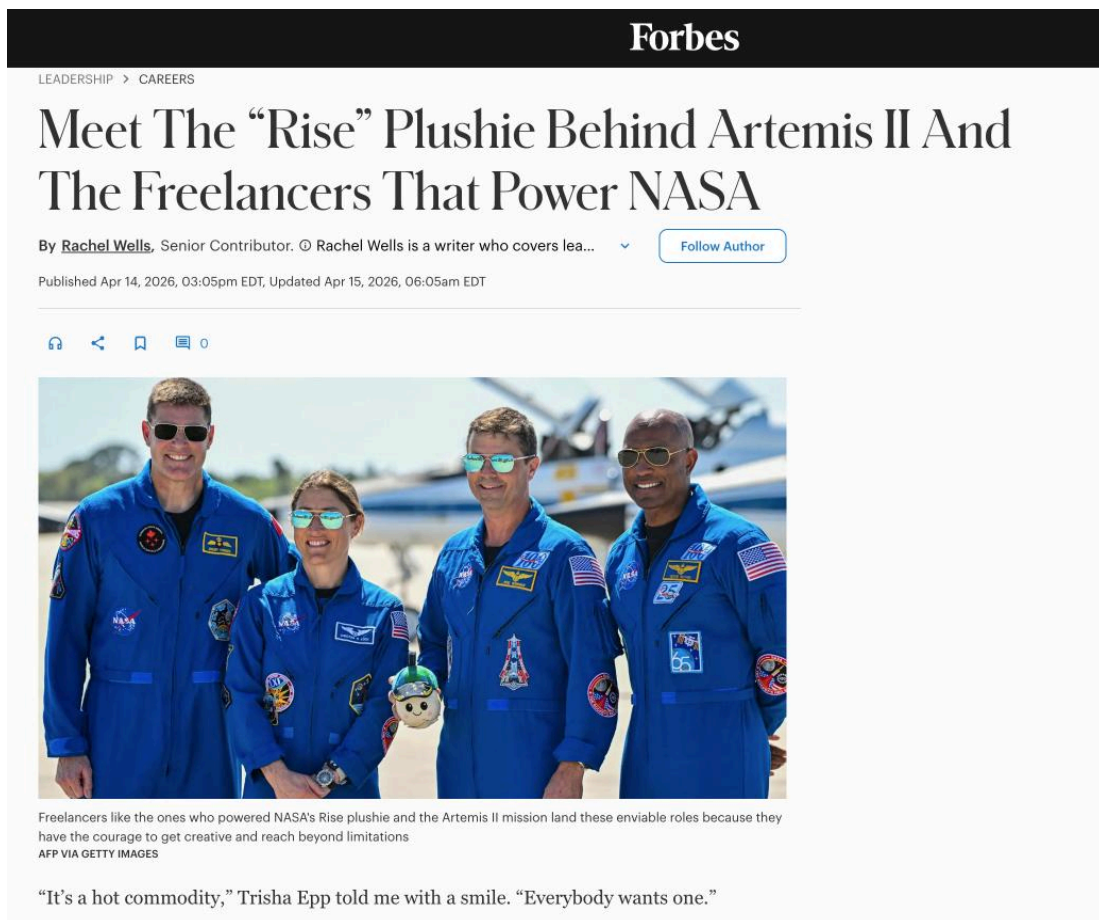 Forbes
LEADERSHIP > CAREERS
Meet The “Rise” Plushie Behind Artemis II And
The Freelancers That Power NASA
By Rachel Wells, Senior Contributor. ⓘ Rachel Wells is a writer who covers lea...
Follow Author
Published Apr 14, 2026, 03:05pm EDT, Updated Apr 15, 2026, 06:05am EDT
0
NASA
NASA
65
Freelancers like the ones who powered NASA's Rise plushie and the Artemis II mission land these enviable roles because they
have the courage to get creative and reach beyond limitations
AFP VIA GETTY IMAGES
“It’s a hot commodity,” Trisha Epp told me with a smile. “Everybody wants one.”